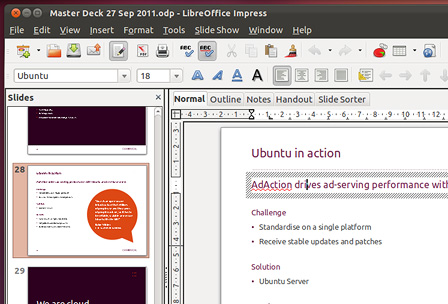 Master Deck 27 Sep 2011.odp - LibreOffice Impress
File Edit View Insert Format Tools Slide Show Window Help
Ubuntu 18
Slides
Normal Outline Notes Handout Slide Sorter
28
29
We are cloud
Ubuntu in action
AdAction drives ad-serving performance with
Challenge
• Standardise on a single platform
• Receive stable updates and patches
Solution
• Ubuntu Server